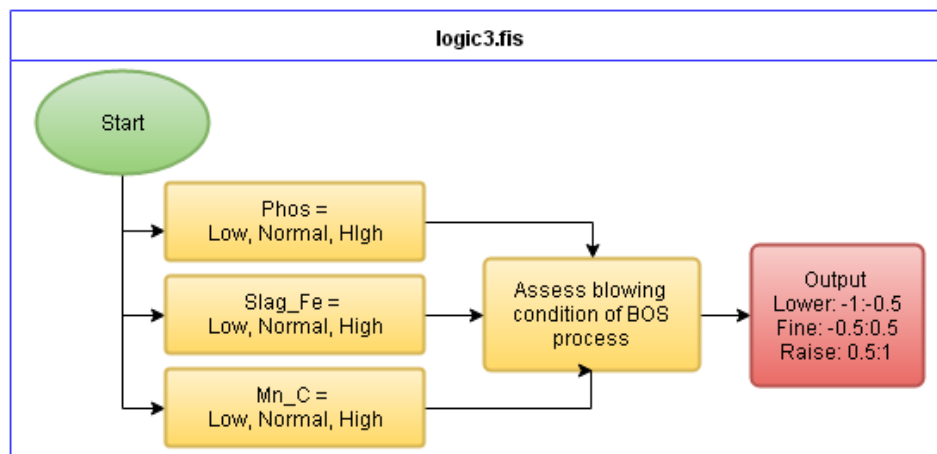 logic3.fis
Start
Phos =
Low, Normal, HIgh
Slag_Fe =
Low, Normal, High
Mn_C =
Low, Normal, High
Assess blowing
condition of BOS
process
Output
Lower: -1:-0.5
Fine: -0.5:0.5
Raise: 0.5:1